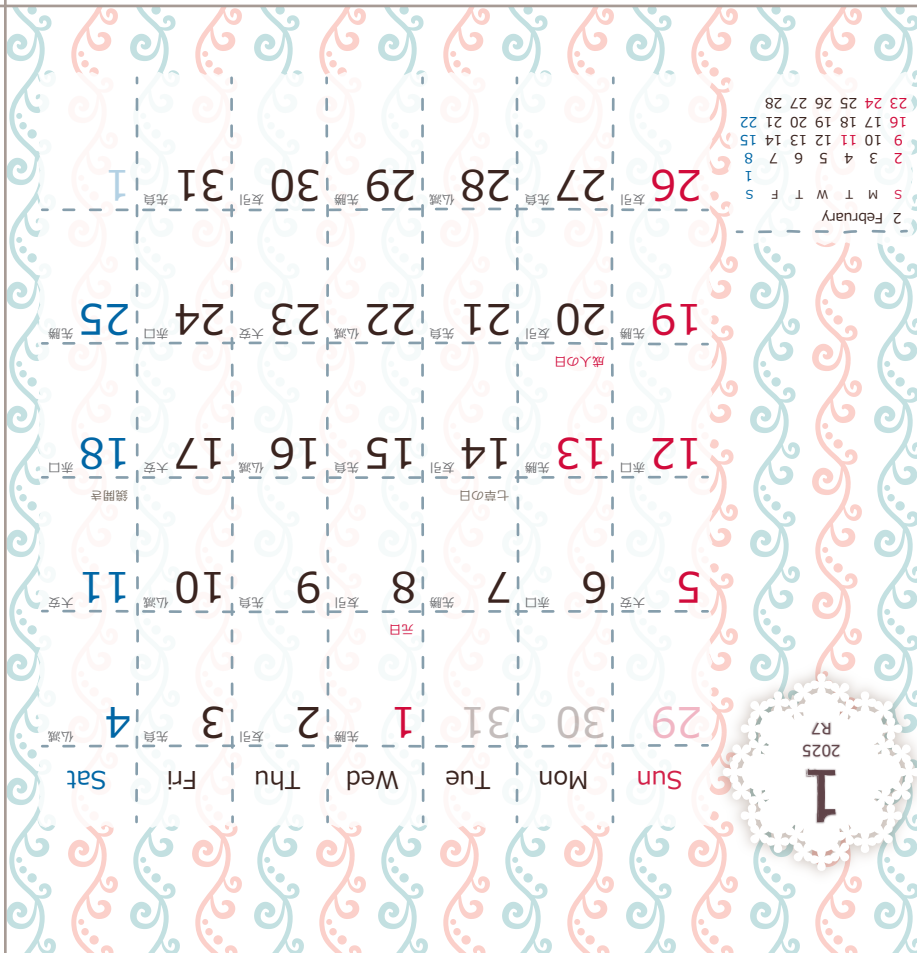 1
2025
R7
Sun Mon Tue Wed Thu Fri Sat
29 30 31 1 先勝 2 友引 3 先負 4 仏滅
元日
5 大安 6 赤口 7 先勝 8 友引 9 先負 10 仏滅 11 大安
七草の日 鏡開き
12 赤口 13 先勝 14 友引 15 先負 16 仏滅 17 大安 18 赤口
成人の日
19 先勝 20 友引 21 先負 22 仏滅 23 大安 24 赤口 25 先勝
26 友引 27 先負 28 仏滅 29 先勝 30 友引 31 先負 1
2 February
S M T W T F S
1
2 3 4 5 6 7 8
9 10 11 12 13 14 15
16 17 18 19 20 21 22
23 24 25 26 27 28